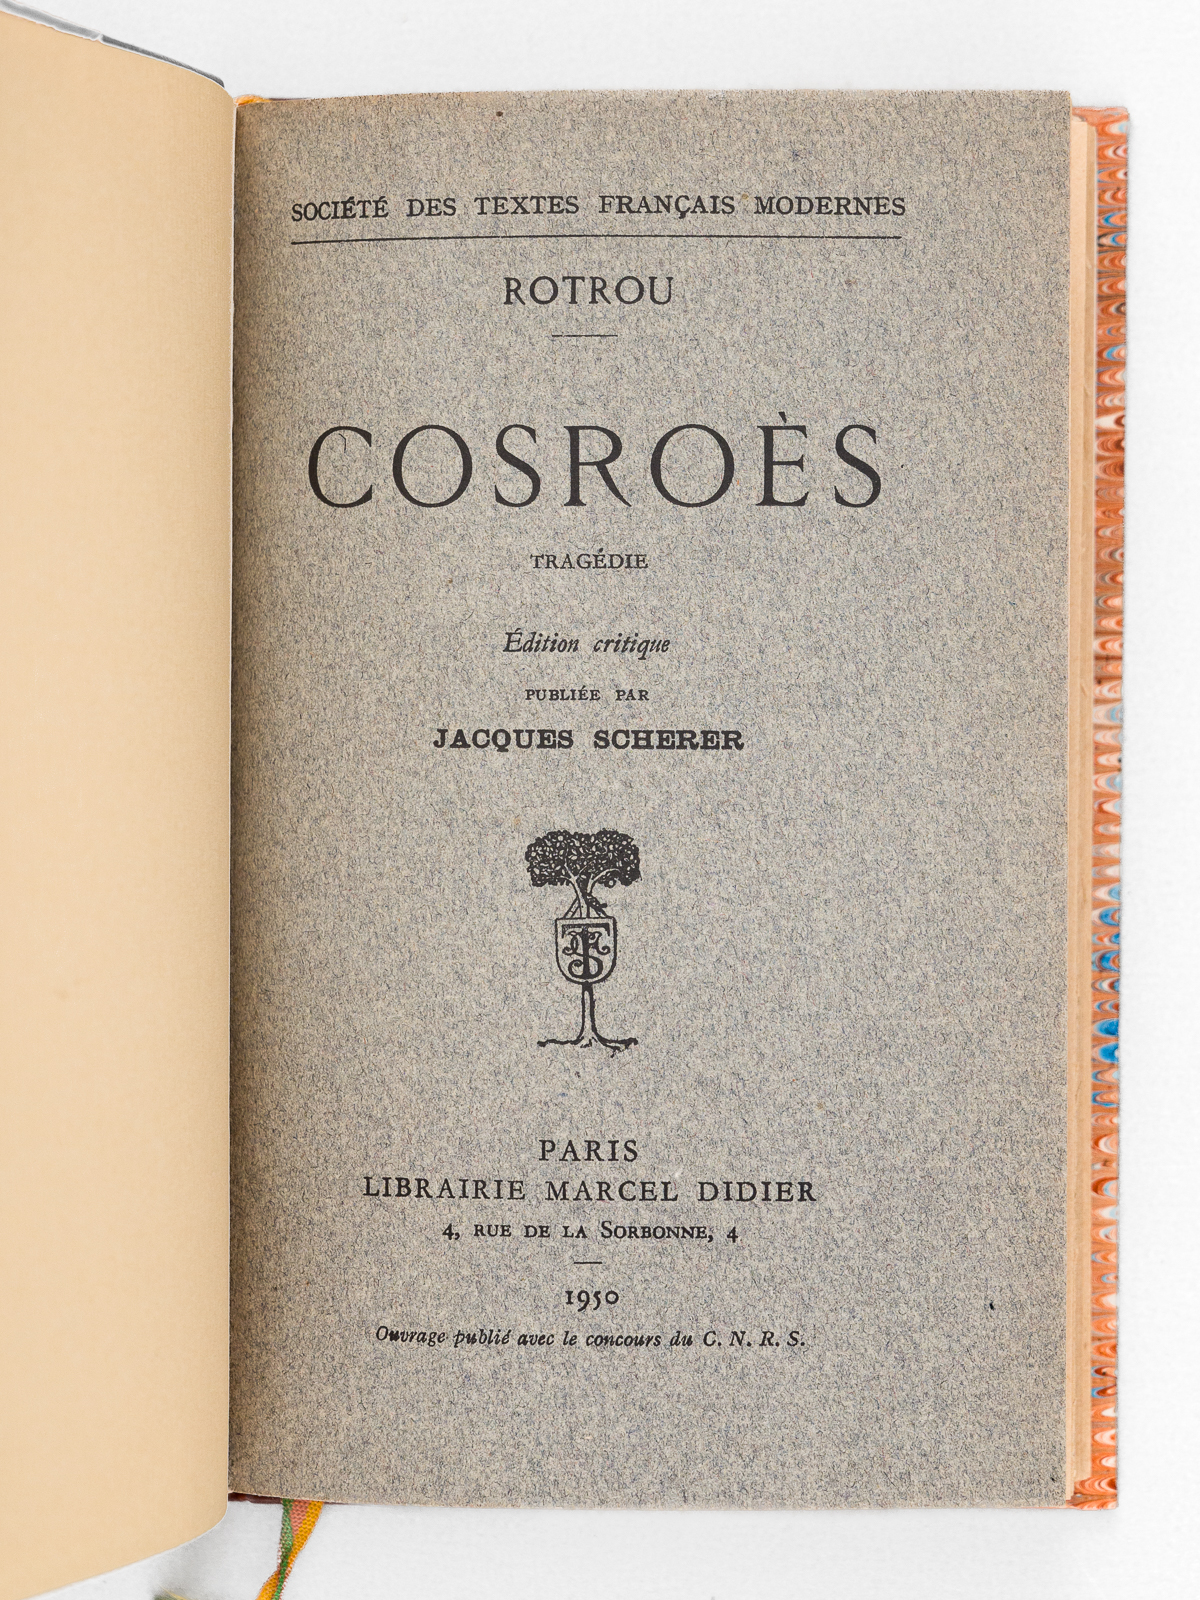 SOCIÉTÉ DES TEXTES FRANÇAIS MODERNES
ROTROU
COSROÈS
TRAGÉDIE
Édition critique
PUBLIÉE PAR
JACQUES SCHERER
PARIS
LIBRAIRIE MARCEL DIDIER
4, RUE DE LA SORBONNE, 4
1950
Ouvrage publié avec le concours du C. N. R. S.